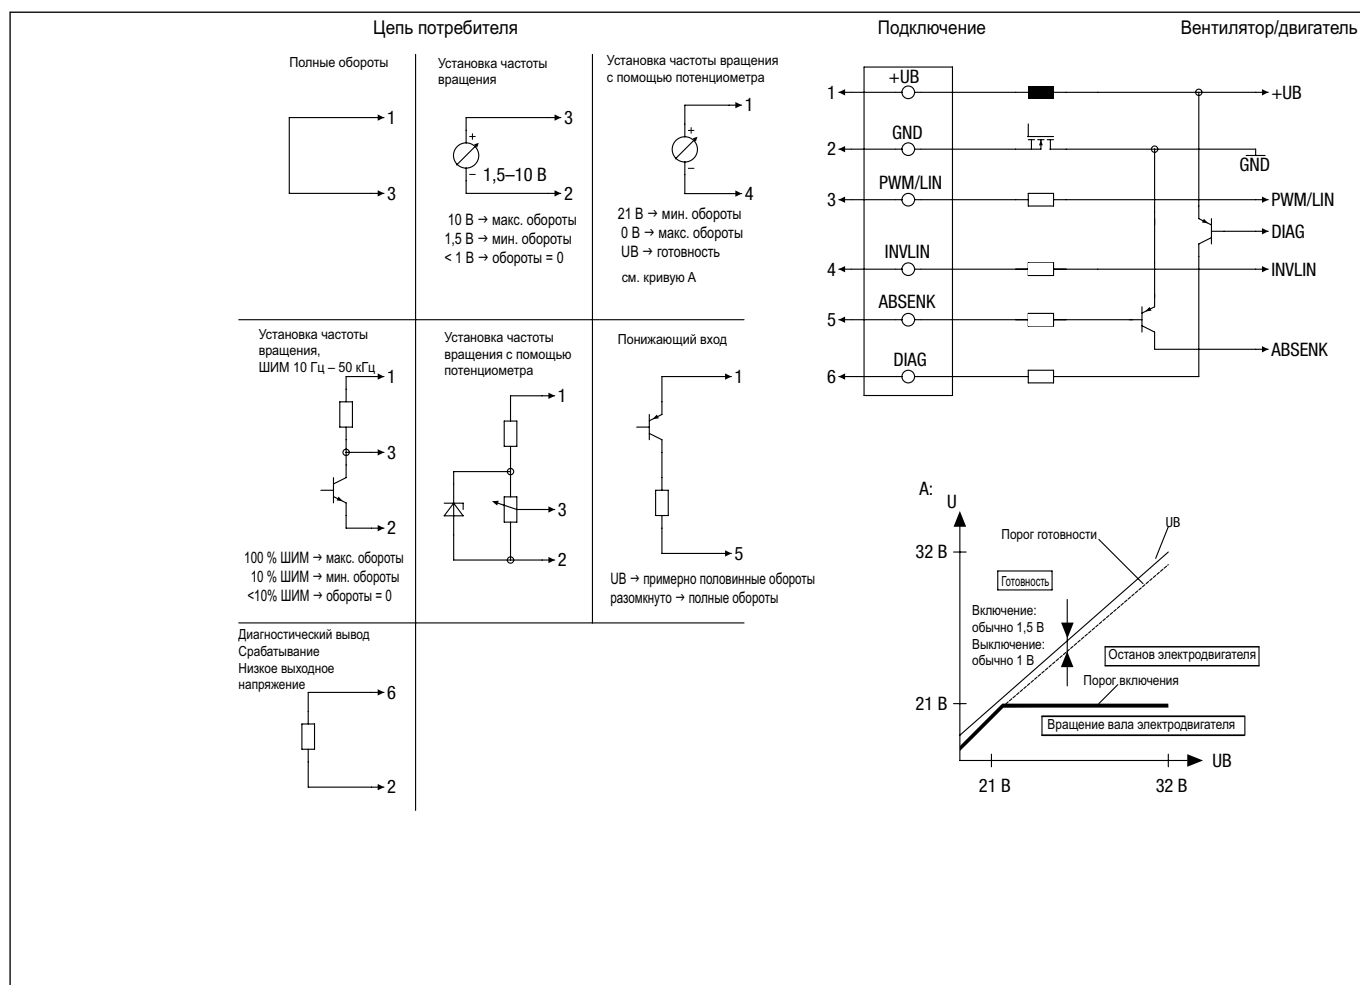 Цепь потребителя
Подключение
Вентилятор/двигатель
Полные обороты
1
3
Установка частоты
вращения
3
+
–
1,5–10 В
2
10 В → макс. обороты
1,5 В → мин. обороты
< 1 В → обороты = 0
Установка частоты вращения
с помощью потенциометра
1
+
–
4
21 В → мин. обороты
0 В → макс. обороты
UB → готовность
см. кривую А
Установка частоты
вращения,
ШИМ 10 Гц – 50 кГц
1
3
2
100 % ШИМ → макс. обороты
10 % ШИМ → мин. обороты
<10% ШИМ → обороты = 0
Установка частоты
вращения с помощью
потенциометра
1
3
2
Понижающий вход
1
5
UB → примерно половинные обороты
разомкнуто → полные обороты
Диагностический вывод
Срабатывание
Низкое выходное
напряжение
6
2
1 +UB +UB
2 GND GND
3 PWM/LIN PWM/LIN
DIAG
4 INVLIN INVLIN
5 ABSENK
ABSENK
6 DIAG
A:
U
UB
Порог готовности
32 В
Готовность
Включение:
обычно 1,5 В
Выключение:
обычно 1 В
Останов электродвигателя
Порог включения
21 В
Вращение вала электродвигателя
UB
21 В
32 В